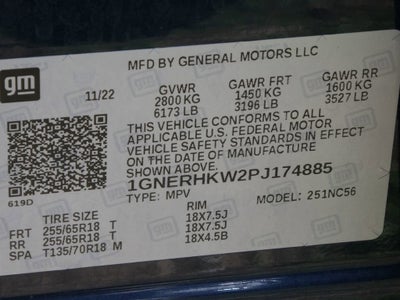 MFD BY GENERAL MOTORS LLC
gm
11/22 GVWR GAWR FRT GAWR RR
2800 KG 1450 KG 1600 KG
6173 LB 3196 LB 3527 LB
THIS VEHICLE CONFORMS TO ALL
APPLICABLE U.S. FEDERAL MOTOR
VEHICLE SAFETY STANDARDS IN EFFECT
ON THE DATE OF MANUFACTURE
SHOWN ABOVE.
1GNERHKW2PJ174885
619D TYPE: MPV MODEL: 251NC56
TIRE SIZE RIM
FRT 255/65R18 T 18X7.5J
RR 255/65R18 T 18X7.5J
SPA T135/70R18 M 18X4.5B